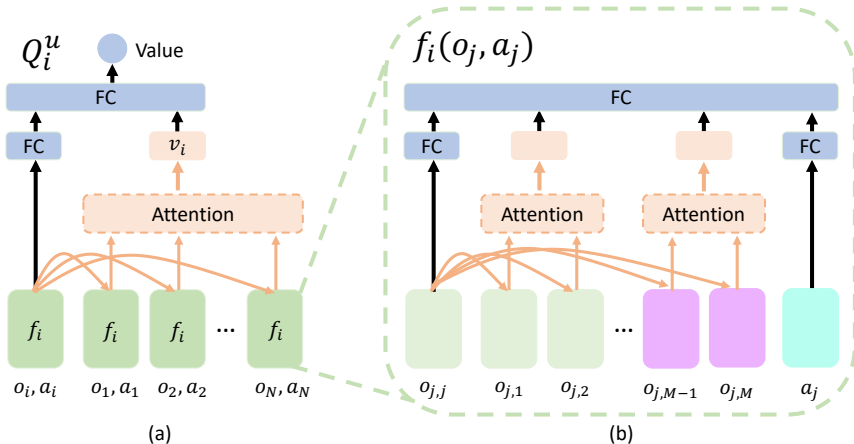 Q_i^u
Value
FC
FC
v_i
Attention
f_i
f_i
f_i
...
f_i
o_i, a_i
o_1, a_1
o_2, a_2
o_N, a_N
(a)
f_i(o_j, a_j)
FC
FC
FC
Attention
Attention
...
o_{j,j}
o_{j,1}
o_{j,2}
o_{j,M−1}
o_{j,M}
a_j
(b)